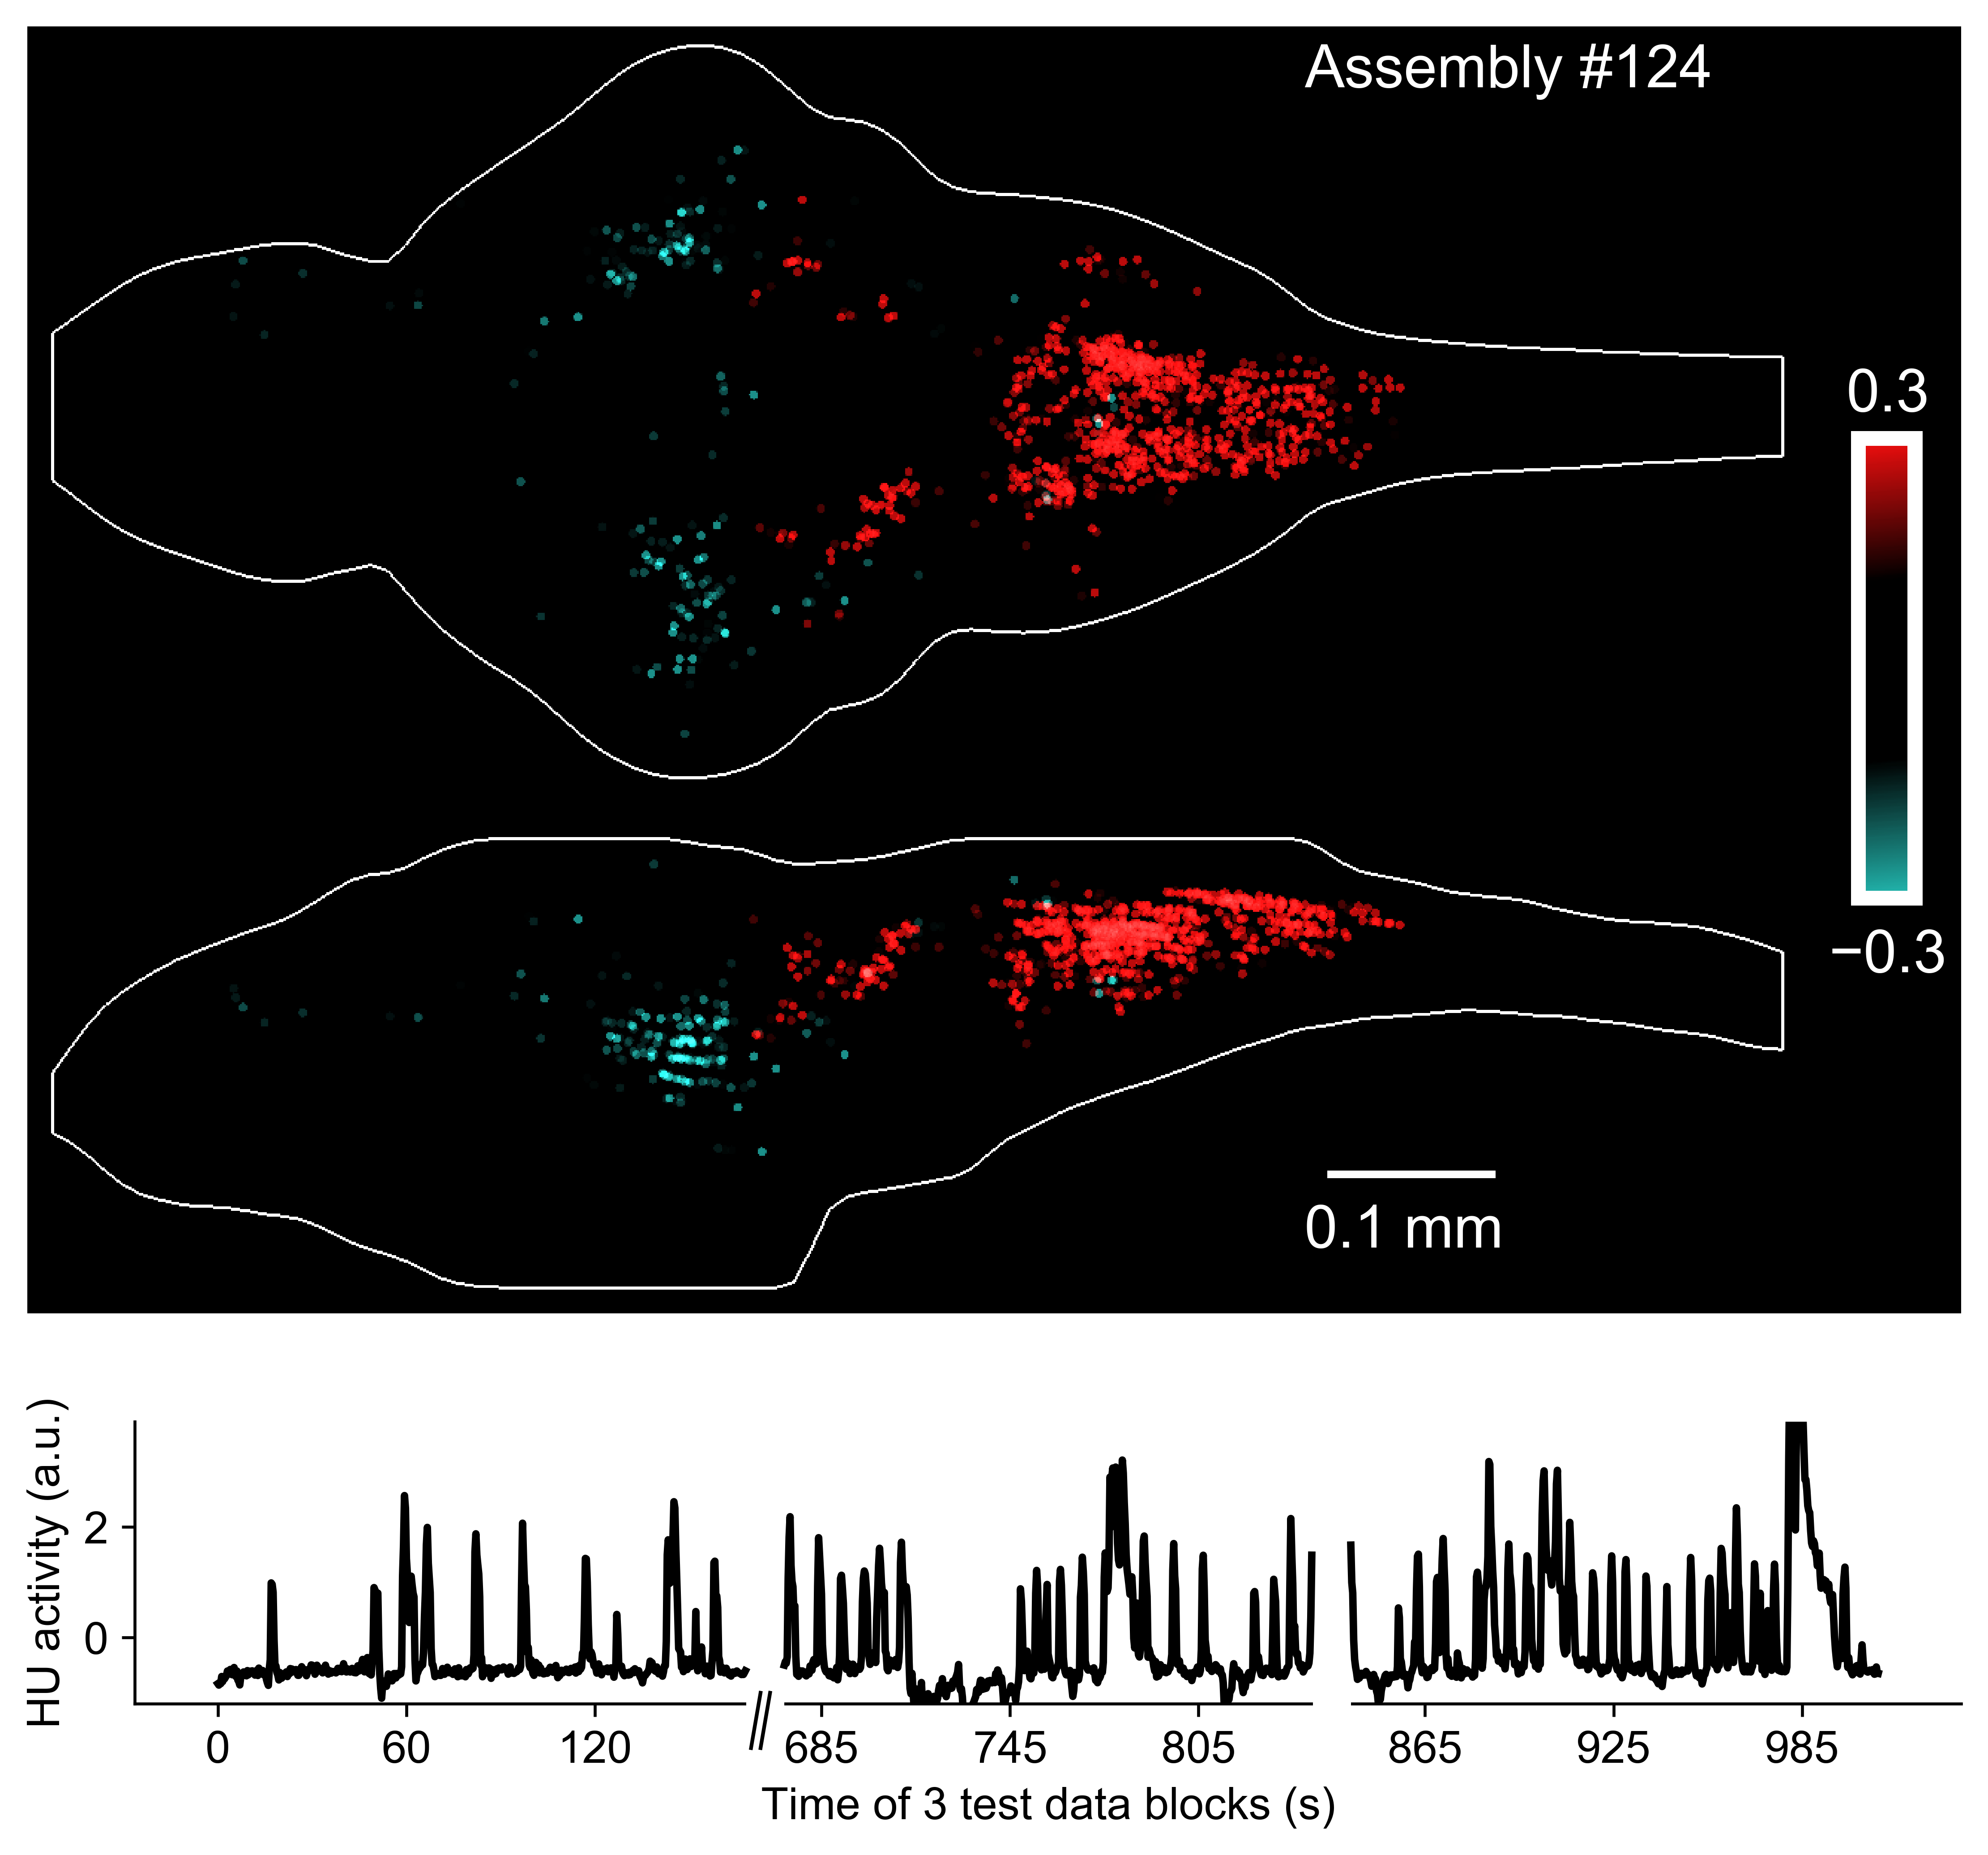 Assembly #124
0.3
−0.3
0.1 mm
HU activity (a.u.)
2
0
0 60 120 685 745 805 865 925 985
Time of 3 test data blocks (s)